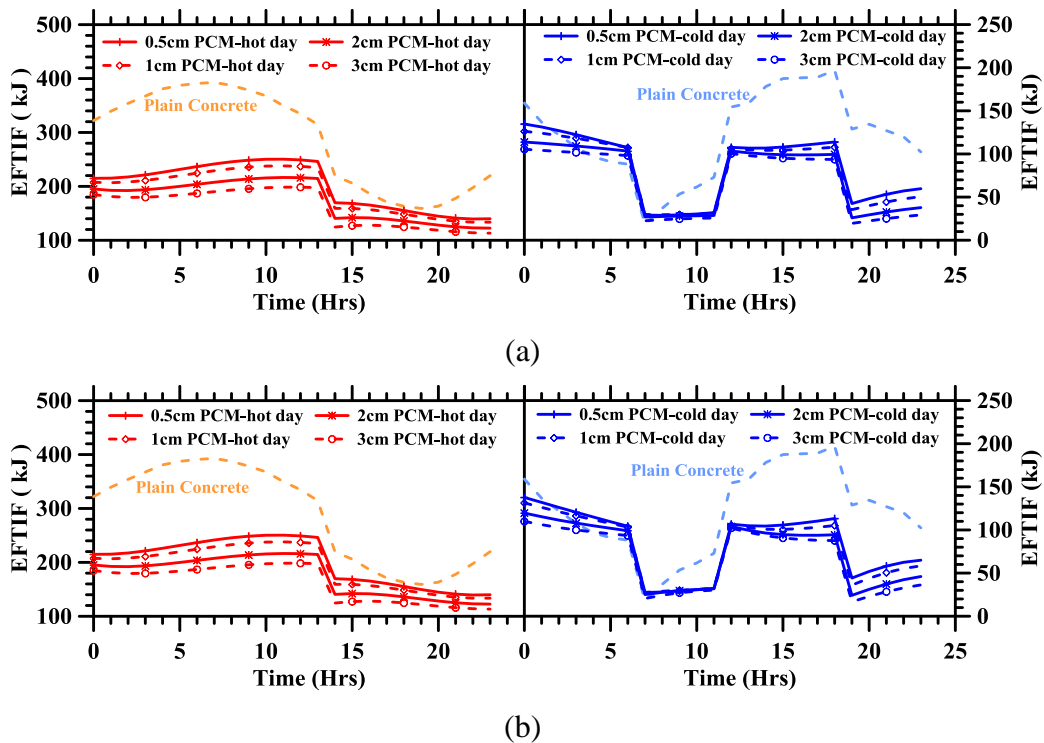 500
400
300
200
100
EFTIF ( kJ)
0.5cm PCM-hot day
2cm PCM-hot day
1cm PCM-hot day
3cm PCM-hot day
Plain Concrete
0 5 10 15 20
Time (Hrs)
0.5cm PCM-cold day
2cm PCM-cold day
1cm PCM-cold day
3cm PCM-cold day
Plain Concrete
250
200
150
100
50
0
EFTIF (kJ)
0 5 10 15 20 25
Time (Hrs)
(a)
500
400
300
200
100
EFTIF ( kJ)
0.5cm PCM-hot day
2cm PCM-hot day
1cm PCM-hot day
3cm PCM-hot day
Plain Concrete
0 5 10 15 20
Time (Hrs)
0.5cm PCM-cold day
2cm PCM-cold day
1cm PCM-cold day
3cm PCM-cold day
Plain Concrete
250
200
150
100
50
0
EFTIF (kJ)
0 5 10 15 20 25
Time (Hrs)
(b)